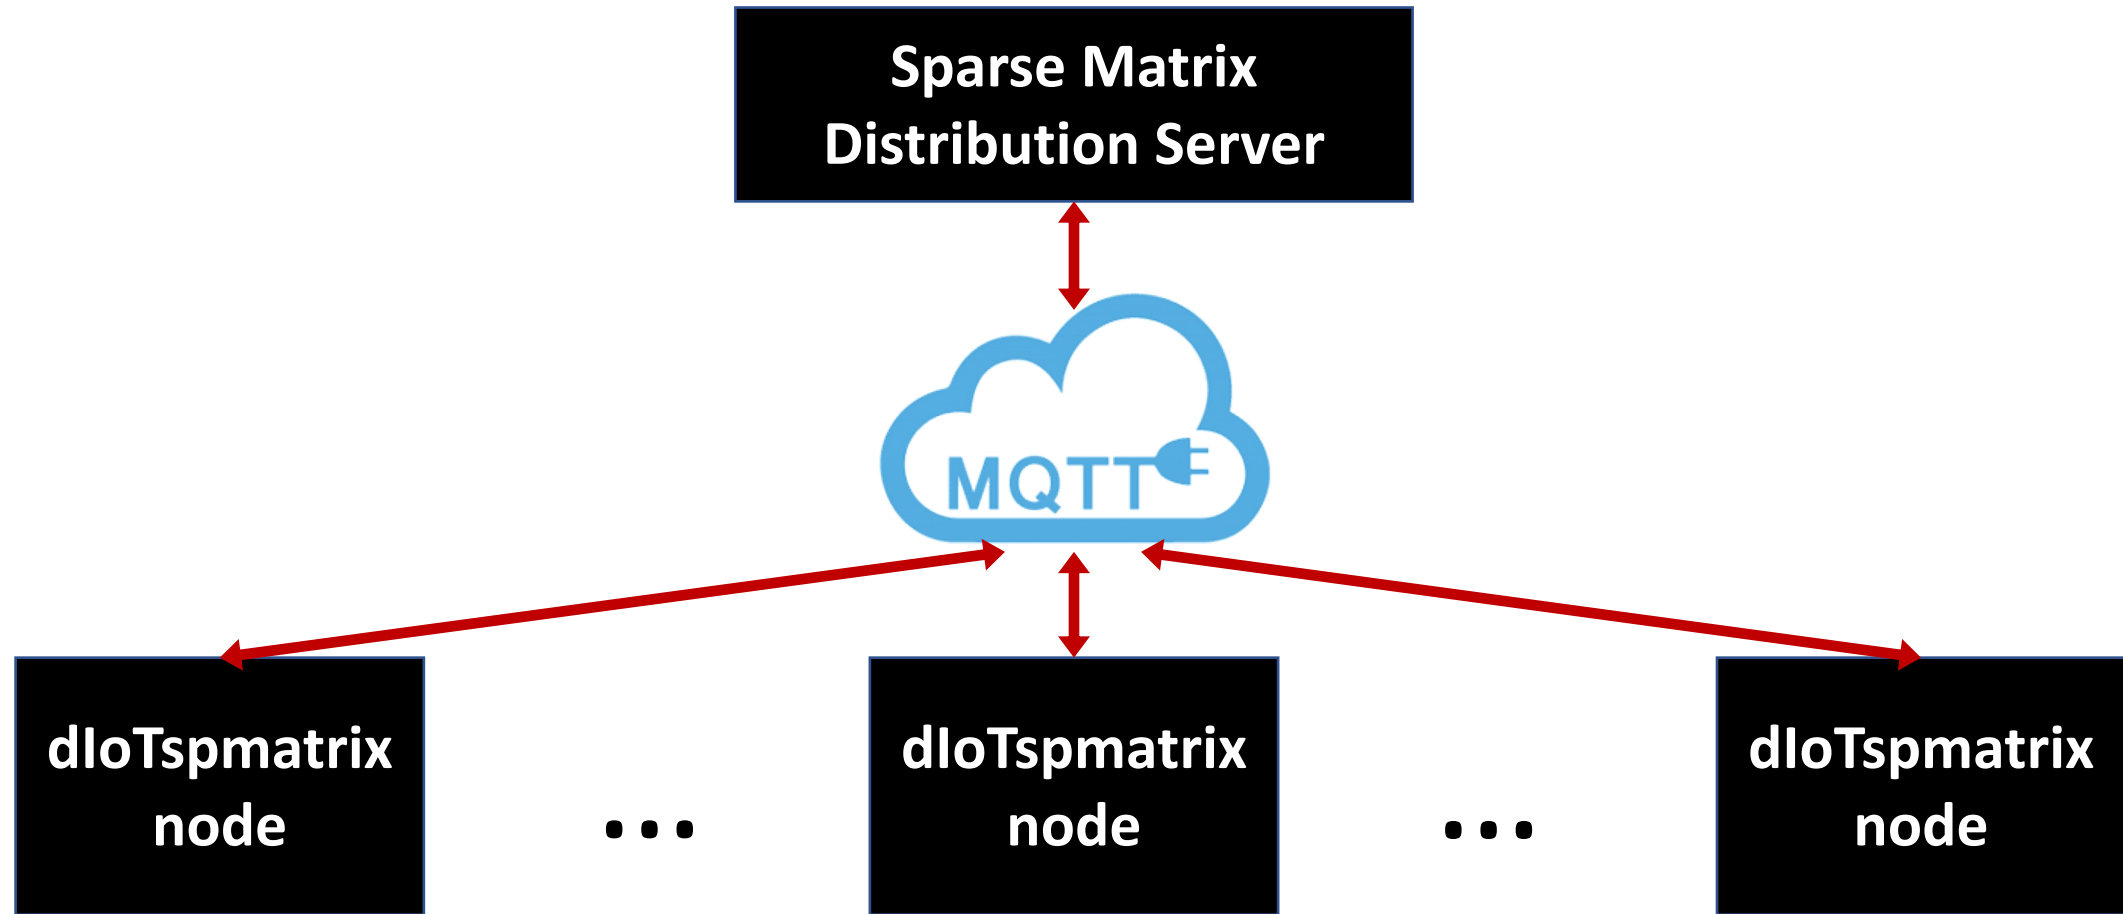 Sparse Matrix
Distribution Server
MQTT
dIoTspmatrix
node
...
dIoTspmatrix
node
...
dIoTspmatrix
node